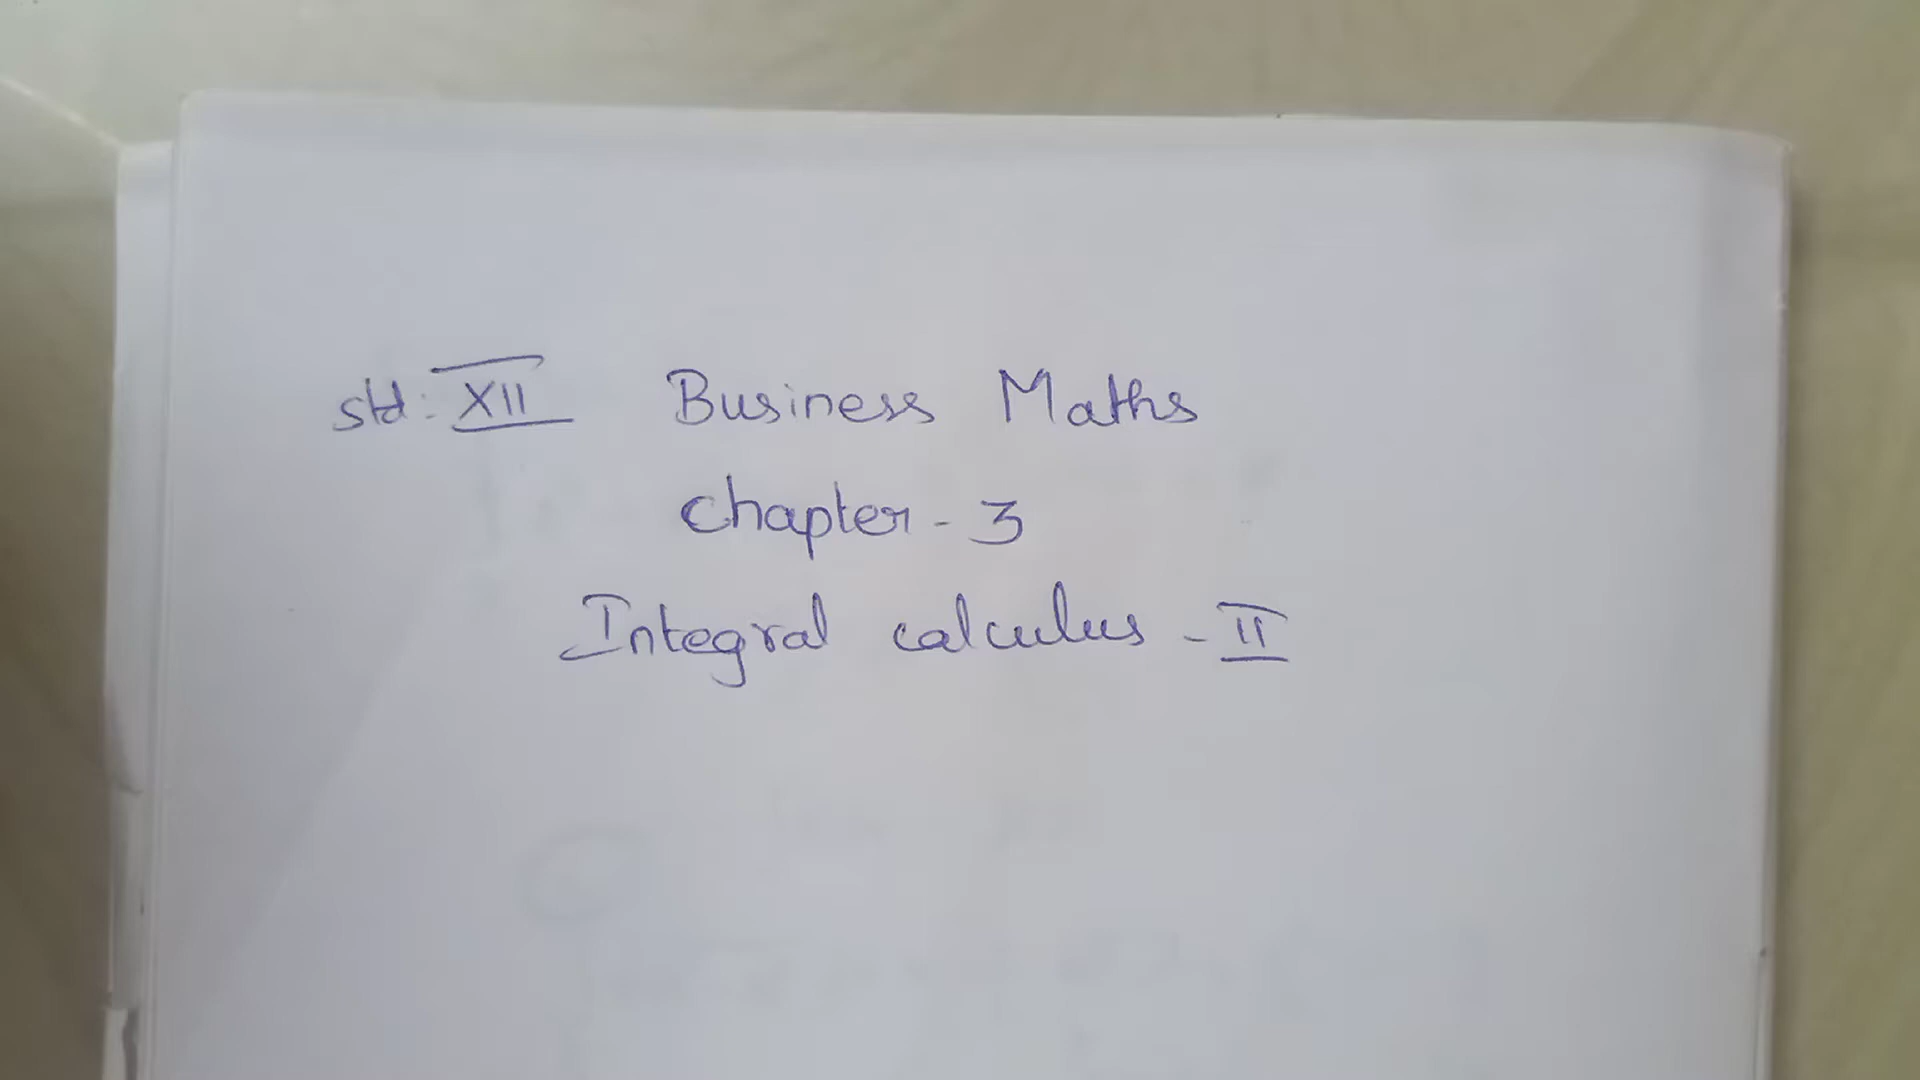 std: XII Business Maths
Chapter - 3
Integral calculus - II